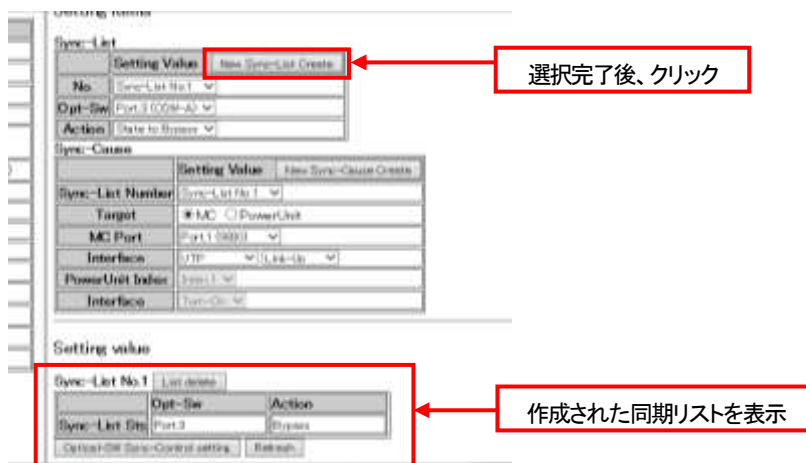 Setting Items
Sync-List
Setting Value New Sync-List Create
No. Sync-List No.1
Opt-Sw Port.3 (OSW-A)
Action State to Bypass
Sync-Cause
Setting Value New Sync-Cause Create
Sync-List Number Sync-List No.1
Target MC PowerUnit
MC Port Port.1
Interface UTP Link-Up
PowerUnit Index
Interface Turn-On
Setting value
Sync-List No.1 List delete
Opt-Sw Action
Sync-List Sts Port.3 Bypass
Optical-SW Sync-Control setting Refresh
選択完了後、クリック
作成された同期リストを表示